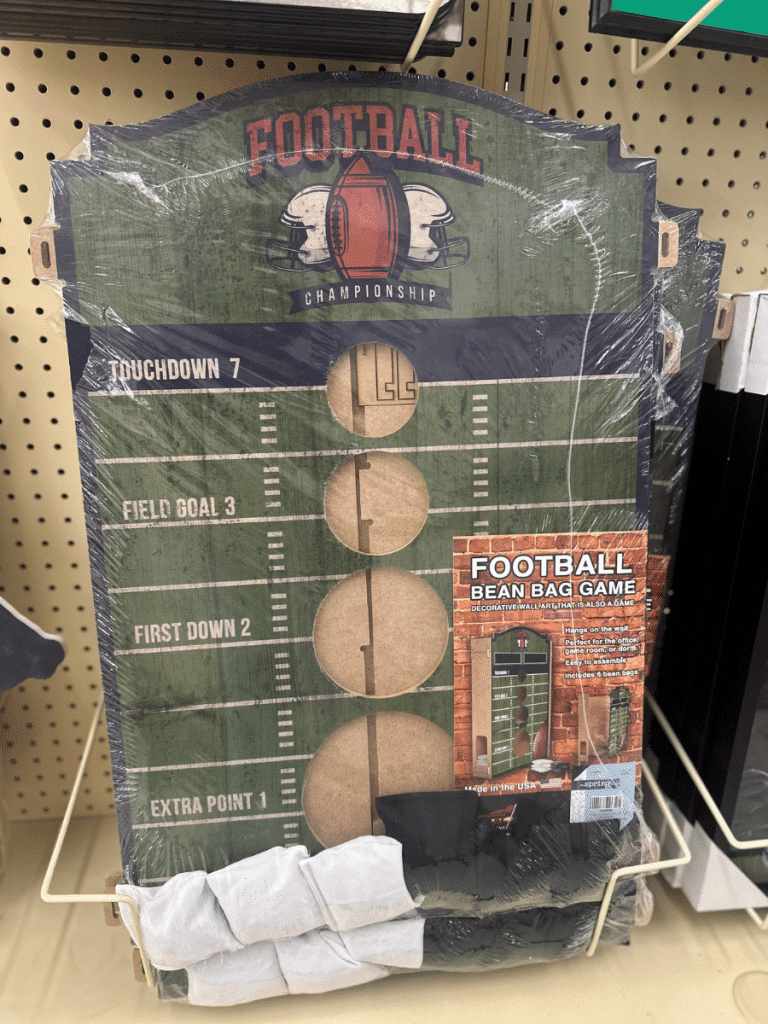 FOOTBALL
CHAMPIONSHIP
TOUCHDOWN 7
FIELD GOAL 3
FIRST DOWN 2
EXTRA POINT 1
FOOTBALL
BEAN BAG GAME
DECORATIVE WALL ART THAT IS ALSO A GAME
Hangs on the wall
Perfect for the office,
game room, or dorm.
Easy to assemble
Includes 6 bean bags
Made in the USA